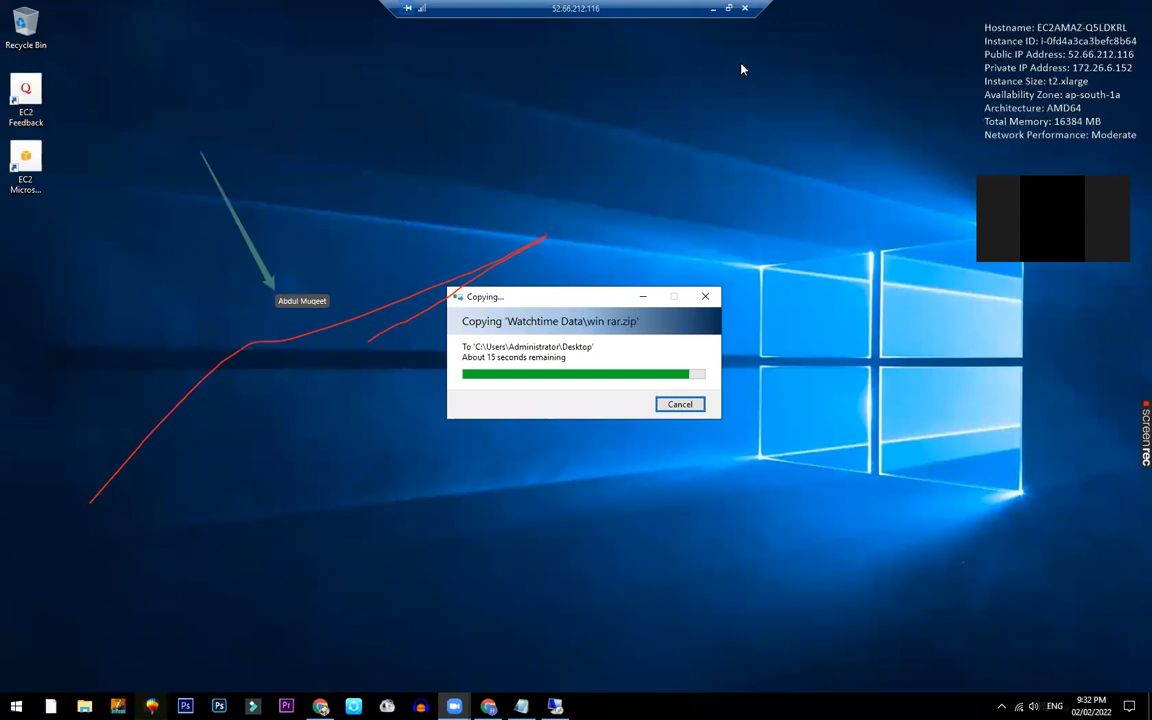 52.66.212.116
Recycle Bin
EC2
Feedback
EC2
Micros...
Hostname: EC2AMAZ-Q5LDKRL
Instance ID: i-0fd4a3ca3befc8b64
Public IP Address: 52.66.212.116
Private IP Address: 172.26.6.152
Instance Size: t2.xlarge
Availability Zone: ap-south-1a
Architecture: AMD64
Total Memory: 16384 MB
Network Performance: Moderate
Abdul Muqeet
Copying...
Copying 'Watchtime Data\win rar.zip'
To 'C:\Users\Administrator\Desktop'
About 15 seconds remaining
Cancel
screenrec
Ps
Ps
Pr
ENG
9:32 PM
02/02/2022